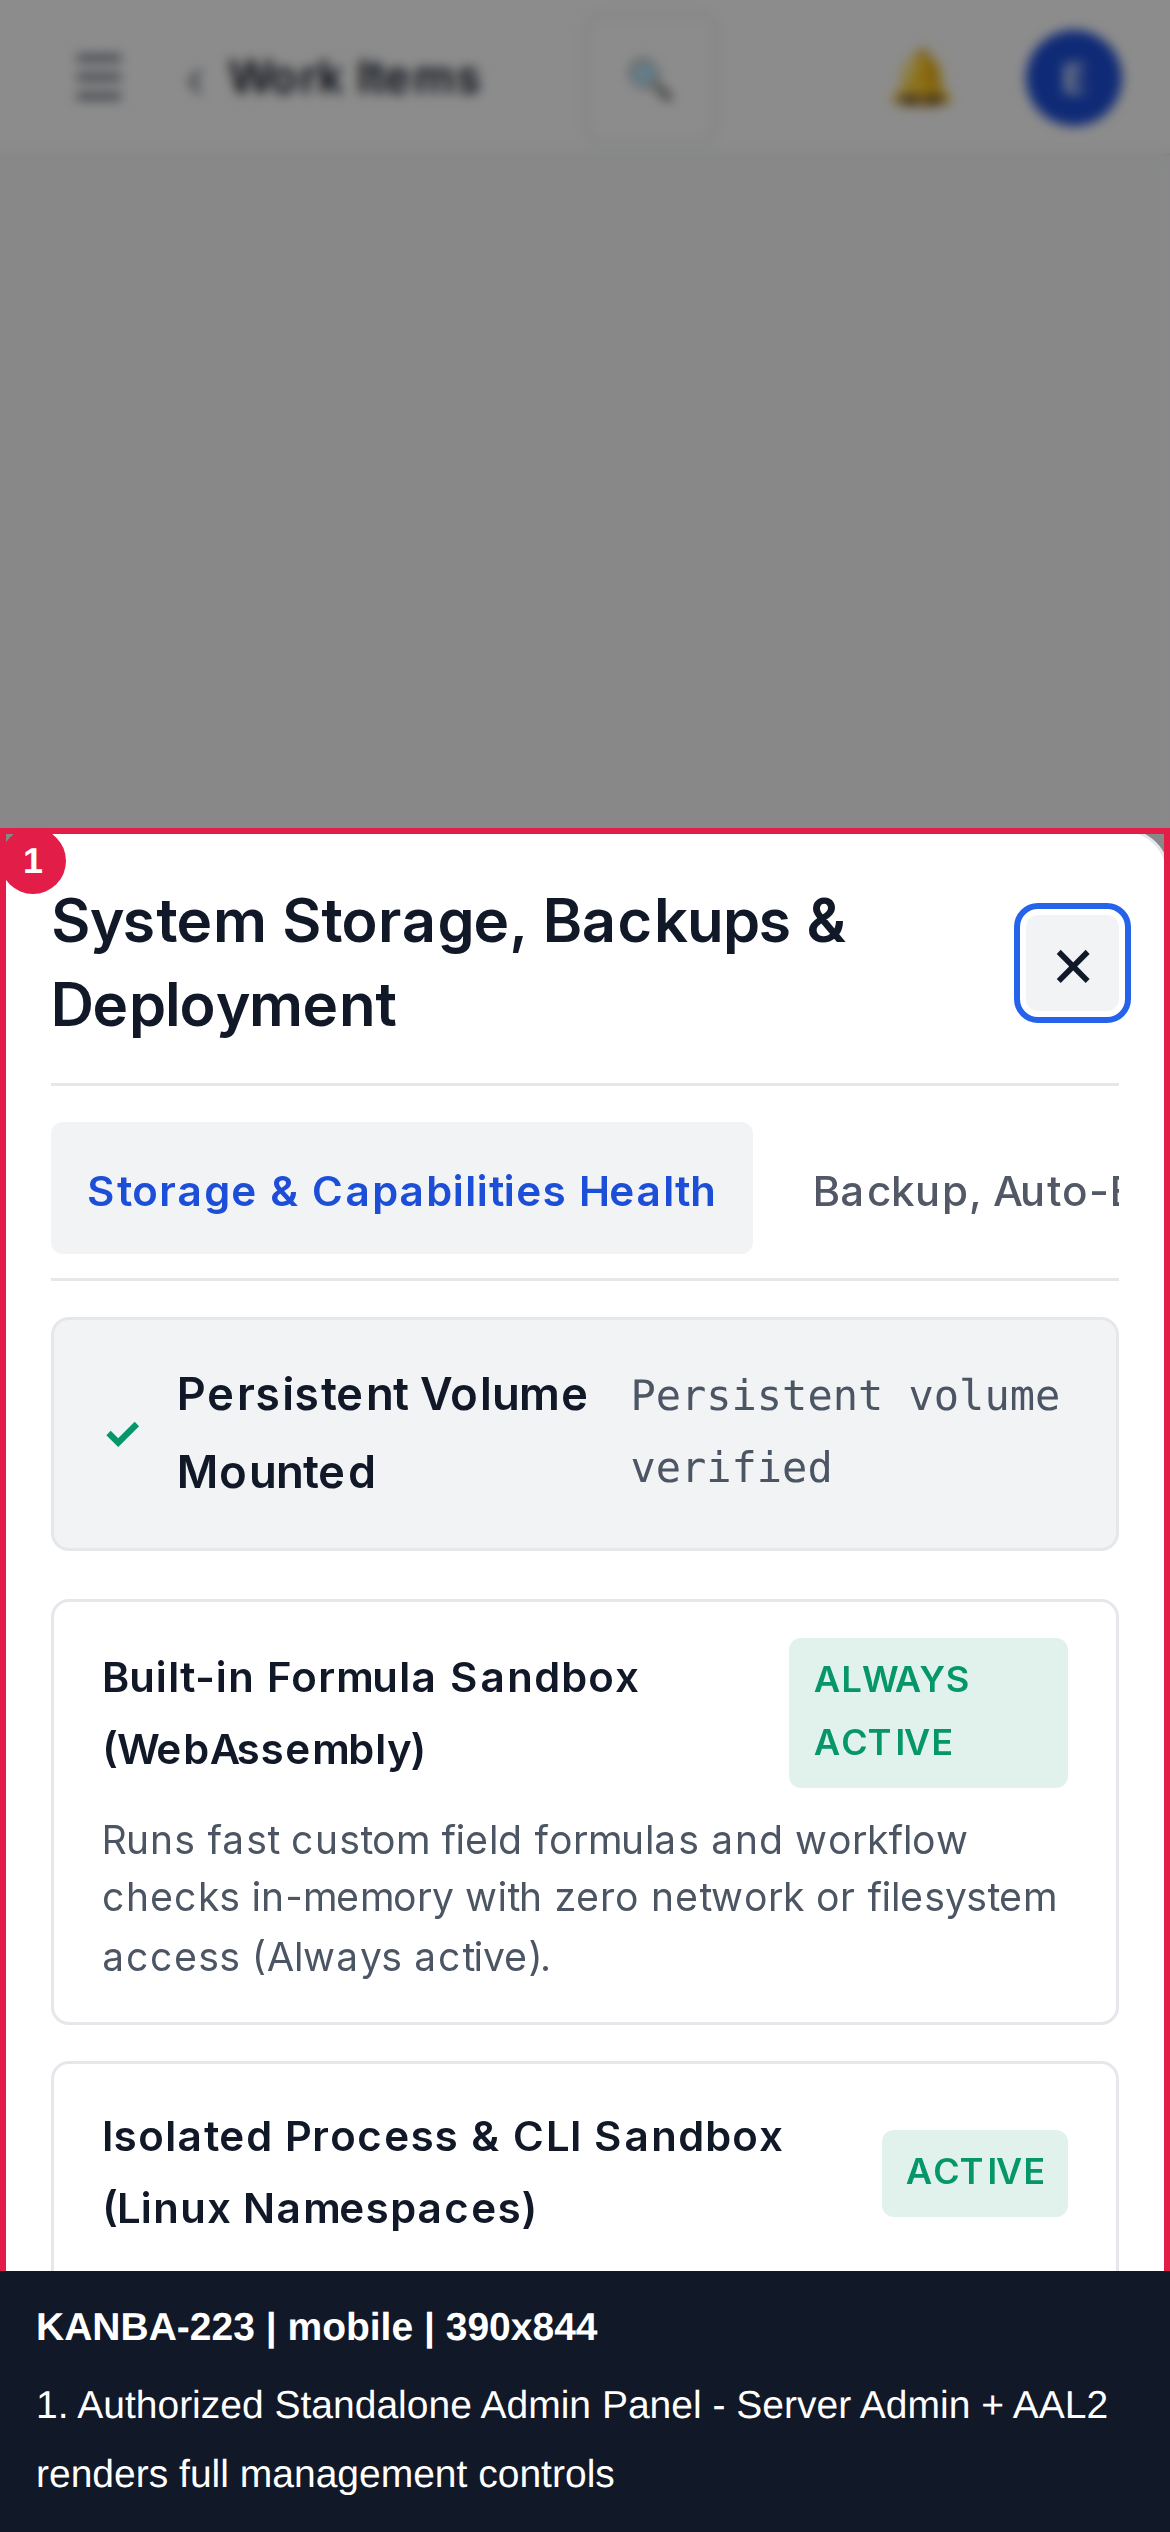 ‹ Work Items
E
1
System Storage, Backups &
Deployment
Storage & Capabilities Health
Backup, Auto-
Persistent Volume
Mounted
Persistent volume
verified
Built-in Formula Sandbox
(WebAssembly)
ALWAYS
ACTIVE
Runs fast custom field formulas and workflow
checks in-memory with zero network or filesystem
access (Always active).
Isolated Process & CLI Sandbox
(Linux Namespaces)
ACTIVE
KANBA-223 | mobile | 390x844
1. Authorized Standalone Admin Panel - Server Admin + AAL2
renders full management controls